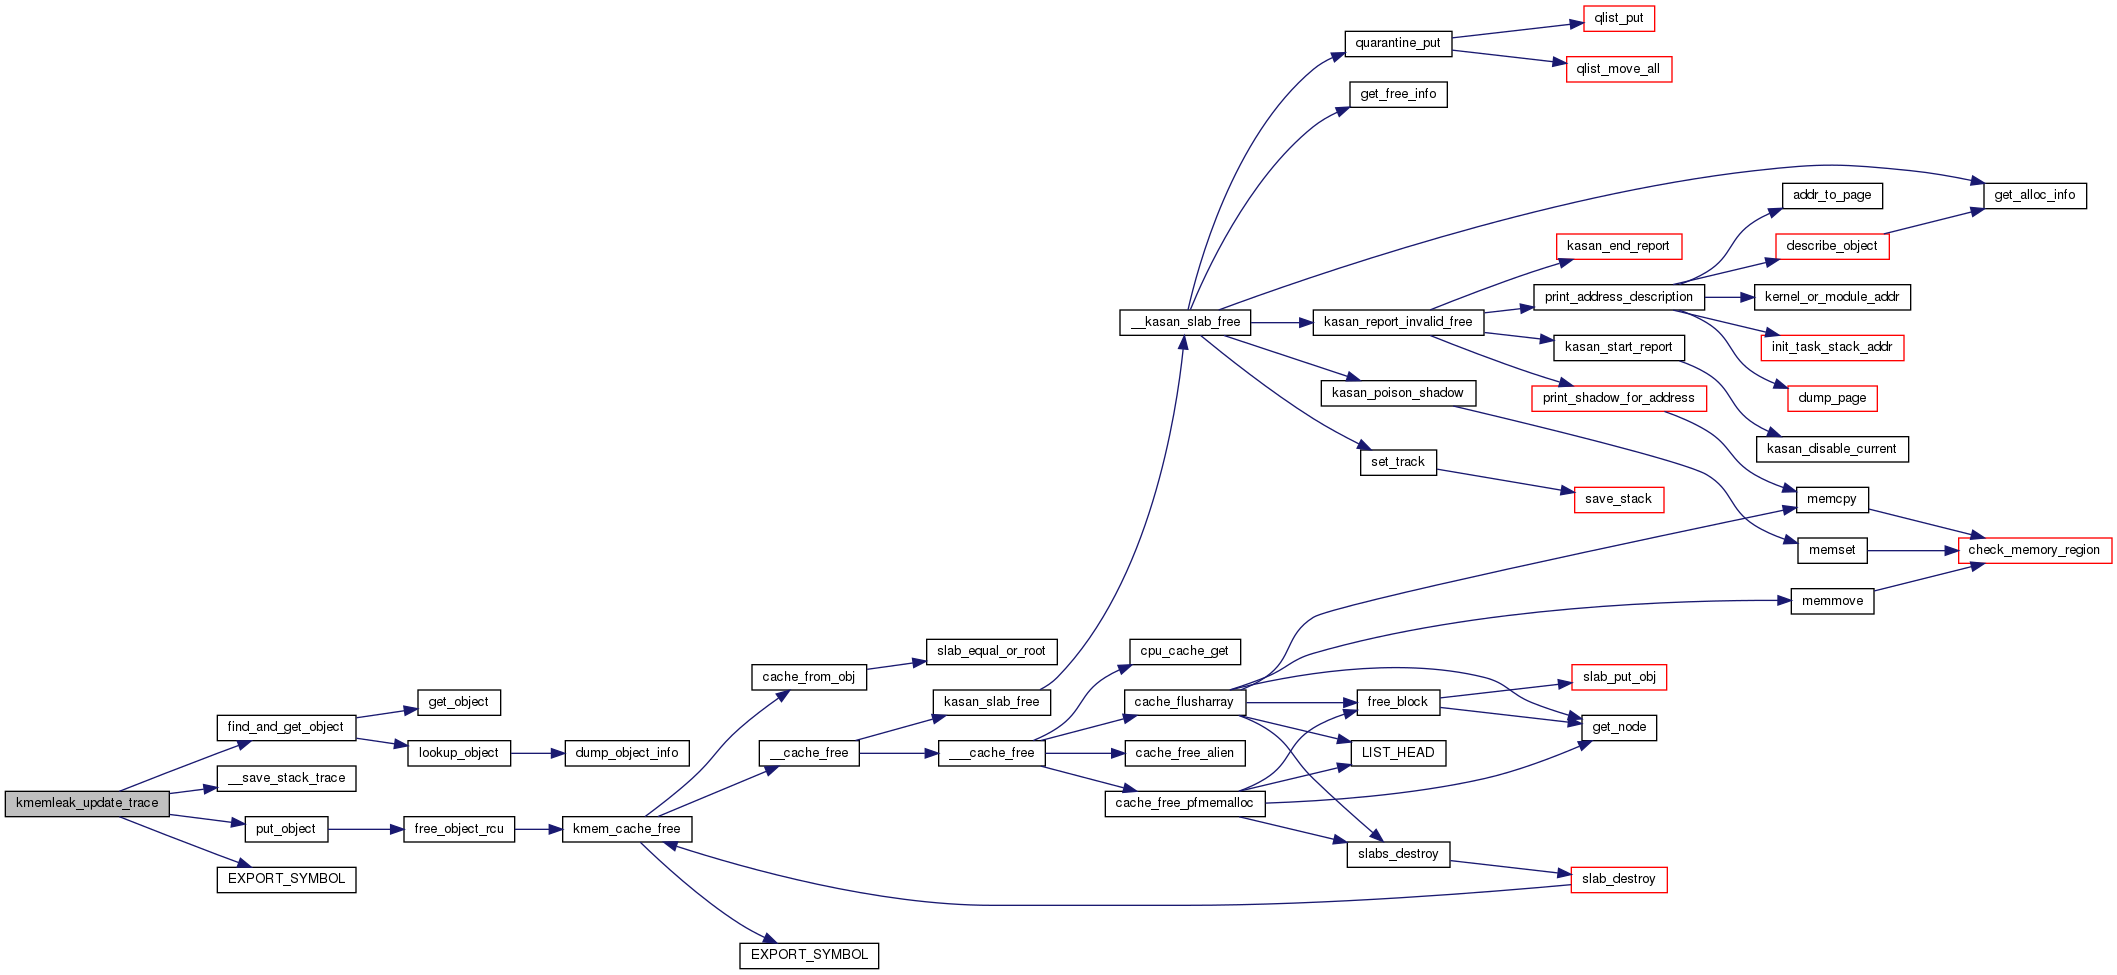 qlist_put
quarantine_put
qlist_move_all
get_free_info
addr_to_page
get_alloc_info
kasan_end_report
describe_object
print_address_description
kernel_or_module_addr
__kasan_slab_free
kasan_report_invalid_free
kasan_start_report
init_task_stack_addr
kasan_poison_shadow
print_shadow_for_address
dump_page
kasan_disable_current
set_track
save_stack
memcpy
memset
check_memory_region
memmove
slab_equal_or_root
cpu_cache_get
cache_from_obj
slab_put_obj
get_object
kasan_slab_free
cache_flusharray
free_block
find_and_get_object
get_node
lookup_object
dump_object_info
__cache_free
___cache_free
cache_free_alien
LIST_HEAD
__save_stack_trace
kmemleak_update_trace
cache_free_pfmemalloc
put_object
free_object_rcu
kmem_cache_free
slabs_destroy
EXPORT_SYMBOL
slab_destroy
EXPORT_SYMBOL